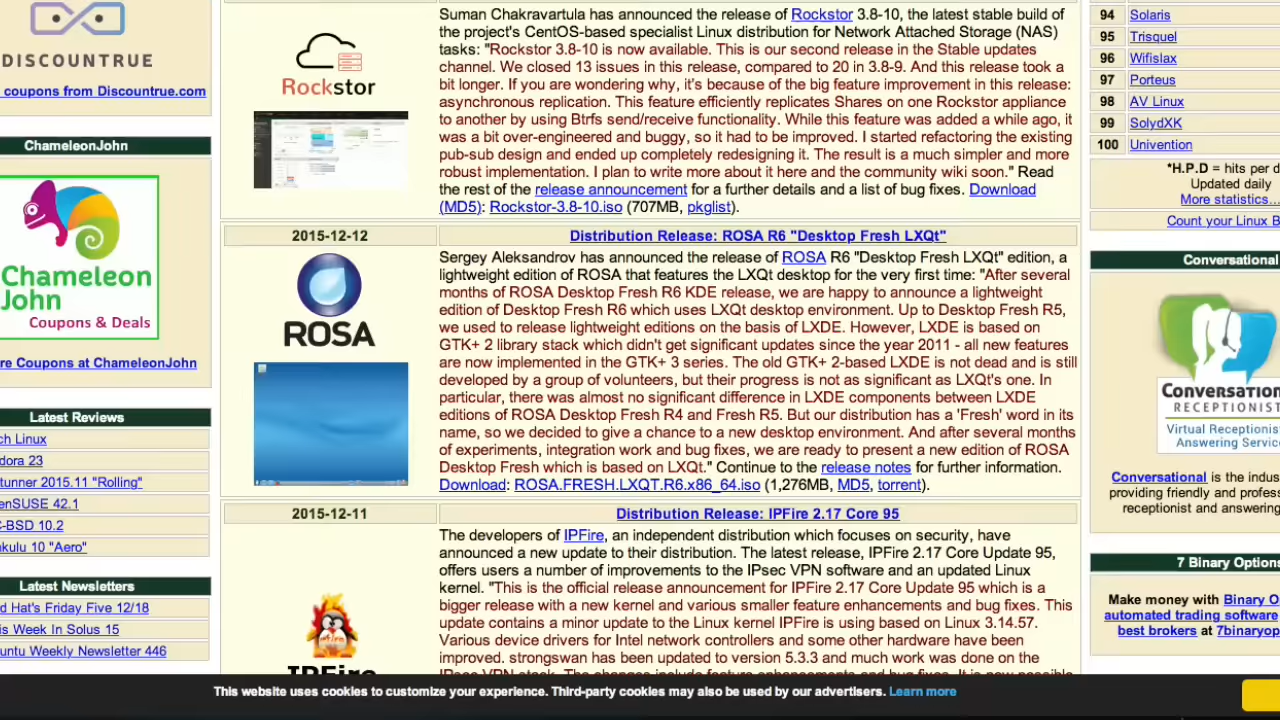 DISCOUNTRUE
coupons from Discountrue.com
ChameleonJohn
Chameleon
John
Coupons & Deals
re Coupons at ChameleonJohn
Latest Reviews
ch Linux
dora 23
tunner 2015.11 "Rolling"
enSUSE 42.1
C-BSD 10.2
akulu 10 "Aero"
Latest Newsletters
d Hat's Friday Five 12/18
is Week In Solus 15
untu Weekly Newsletter 446
Rockstor
Suman Chakravartula has announced the release of Rockstor 3.8-10, the latest stable build of
the project's CentOS-based specialist Linux distribution for Network Attached Storage (NAS)
tasks: "Rockstor 3.8-10 is now available. This is our second release in the Stable updates
channel. We closed 13 issues in this release, compared to 20 in 3.8-9. And this release took a
bit longer. If you are wondering why, it's because of the big feature improvement in this release:
asynchronous replication. This feature efficiently replicates Shares on one Rockstor appliance
to another by using Btrfs send/receive functionality. While this feature was added a while ago, it
was a bit over-engineered and buggy, so it had to be improved. I started refactoring the existing
pub-sub design and ended up completely redesigning it. The result is a much simpler and more
robust implementation. I plan to write more about it here and the community wiki soon." Read
the rest of the release announcement for a further details and a list of bug fixes. Download
(MD5): Rockstor-3.8-10.iso (707MB, pkglist).
2015-12-12
Distribution Release: ROSA R6 "Desktop Fresh LXQt"
ROSA
Sergey Aleksandrov has announced the release of ROSA R6 "Desktop Fresh LXQt" edition, a
lightweight edition of ROSA that features the LXQt desktop for the very first time: "After several
months of ROSA Desktop Fresh R6 KDE release, we are happy to announce a lightweight
edition of Desktop Fresh R6 which uses LXQt desktop environment. Up to Desktop Fresh R5,
we used to release lightweight editions on the basis of LXDE. However, LXDE is based on
GTK+ 2 library stack which didn't get significant updates since the year 2011 - all new features
are now implemented in the GTK+ 3 series. The old GTK+ 2-based LXDE is not dead and is still
developed by a group of volunteers, but their progress is not as significant as LXQt's one. In
particular, there was almost no significant difference in LXDE components between LXDE
editions of ROSA Desktop Fresh R4 and Fresh R5. But our distribution has a 'Fresh' word in its
name, so we decided to give a chance to a new desktop environment. And after several months
of experiments, integration work and bug fixes, we are ready to present a new edition of ROSA
Desktop Fresh which is based on LXQt." Continue to the release notes for further information.
Download: ROSA.FRESH.LXQT.R6.x86_64.iso (1,276MB, MD5, torrent).
2015-12-11
Distribution Release: IPFire 2.17 Core 95
IPFire
The developers of IPFire, an independent distribution which focuses on security, have
announced a new update to their distribution. The latest release, IPFire 2.17 Core Update 95,
offers users a number of improvements to the IPsec VPN software and an updated Linux
kernel. "This is the official release announcement for IPFire 2.17 Core Update 95 which is a
bigger release with a new kernel and various smaller feature enhancements and bug fixes. This
update contains a minor update to the Linux kernel IPFire is using based on Linux 3.14.57.
Various device drivers for Intel network controllers and some other hardware have been
improved. strongswan has been updated to version 5.3.3 and much work was done on the
IPsec VPN stack. The changes include feature enhancements and bug fixes. It is now possible
94 Solaris
95 Trisquel
96 Wifislax
97 Porteus
98 AV Linux
99 SolydXK
100 Univention
*H.P.D = hits per d
Updated daily
More statistics...
Count your Linux B
Conversational
Conversation
RECEPTIONIST
Virtual Receptionis
Answering Servic
Conversational is the indus
providing friendly and profess
receptionist and answering
7 Binary Options
Make money with Binary O
automated trading software
best brokers at 7binaryop
This website uses cookies to customize your experience. Third-party cookies may also be used by our advertisers. Learn more